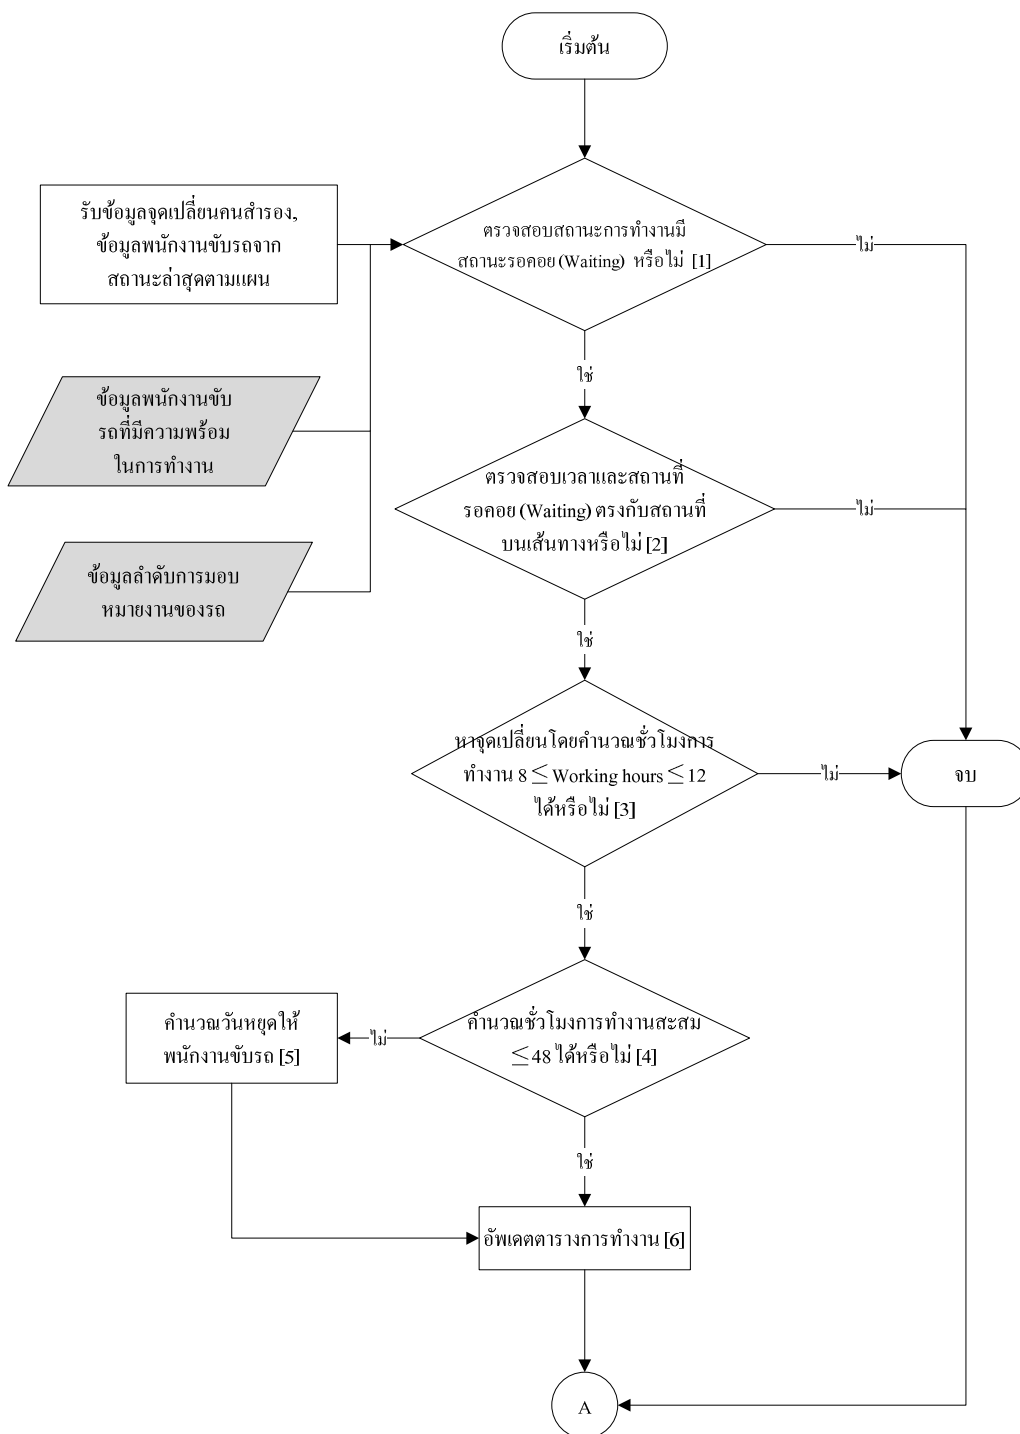 เริ่มต้น
รับข้อมูลจุดเปลี่ยนคนสำรอง,
ข้อมูลพนักงานขับรถจาก
สถานะล่าสุดตามแผน
ตรวจสอบสถานะการทำงานมี
สถานะรอคอย (Waiting) หรือไม่ [1]
ไม่
ใช่
ข้อมูลพนักงานขับ
รถที่มีความพร้อม
ในการทำงาน
ตรวจสอบเวลาและสถานที่
รอคอย (Waiting) ตรงกับสถานที่
บนเส้นทางหรือไม่ [2]
ไม่
ข้อมูลลำดับการมอบ
หมายงานของรถ
ใช่
หาจุดเปลี่ยนโดยคำนวณชั่วโมงการ
ทำงาน 8 ≤ Working hours ≤ 12
ได้หรือไม่ [3]
ไม่
จบ
ใช่
คำนวณวันหยุดให้
พนักงานขับรถ [5]
ไม่
คำนวณชั่วโมงการทำงานสะสม
≤ 48 ได้หรือไม่ [4]
ใช่
อัพเดตตารางการทำงาน [6]
A